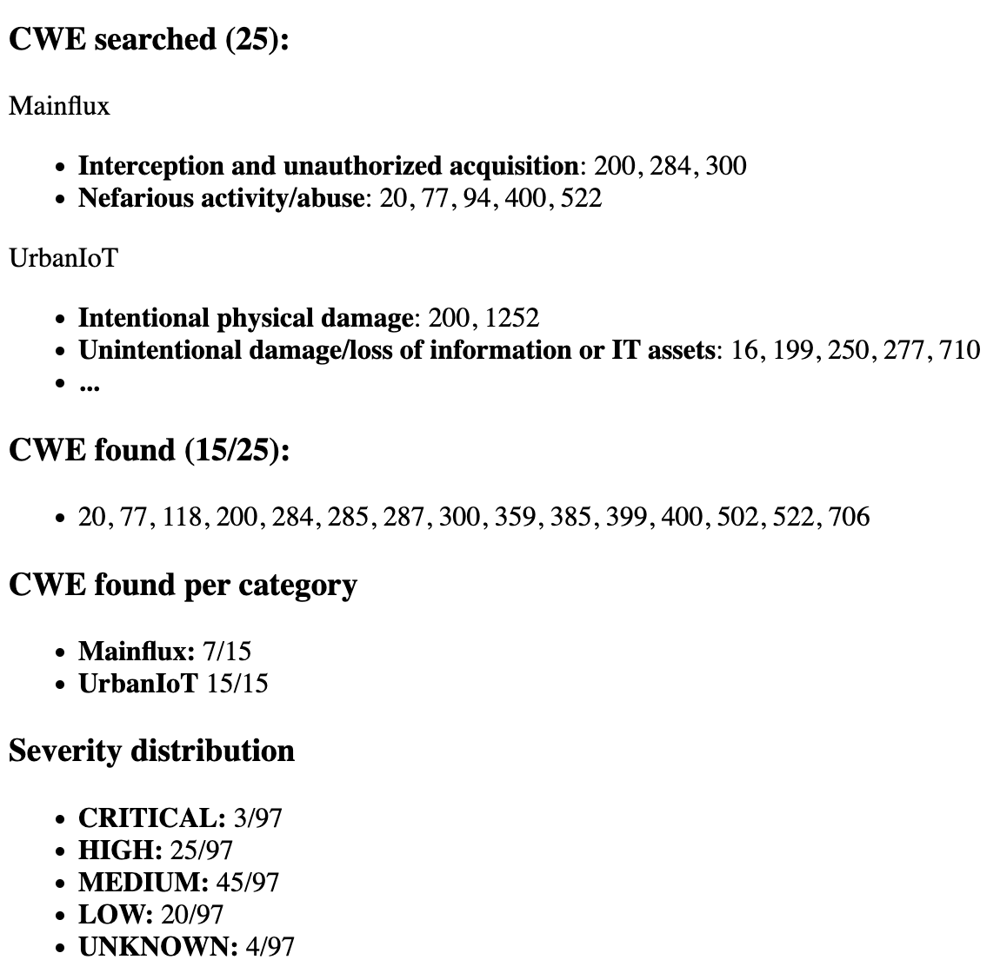 CWE searched (25):
Mainflux
• Interception and unauthorized acquisition: 200, 284, 300
• Nefarious activity/abuse: 20, 77, 94, 400, 522
UrbanIoT
• Intentional physical damage: 200, 1252
• Unintentional damage/loss of information or IT assets: 16, 199, 250, 277, 710
• ...
CWE found (15/25):
• 20, 77, 118, 200, 284, 285, 287, 300, 359, 385, 399, 400, 502, 522, 706
CWE found per category
• Mainflux: 7/15
• UrbanIoT 15/15
Severity distribution
• CRITICAL: 3/97
• HIGH: 25/97
• MEDIUM: 45/97
• LOW: 20/97
• UNKNOWN: 4/97